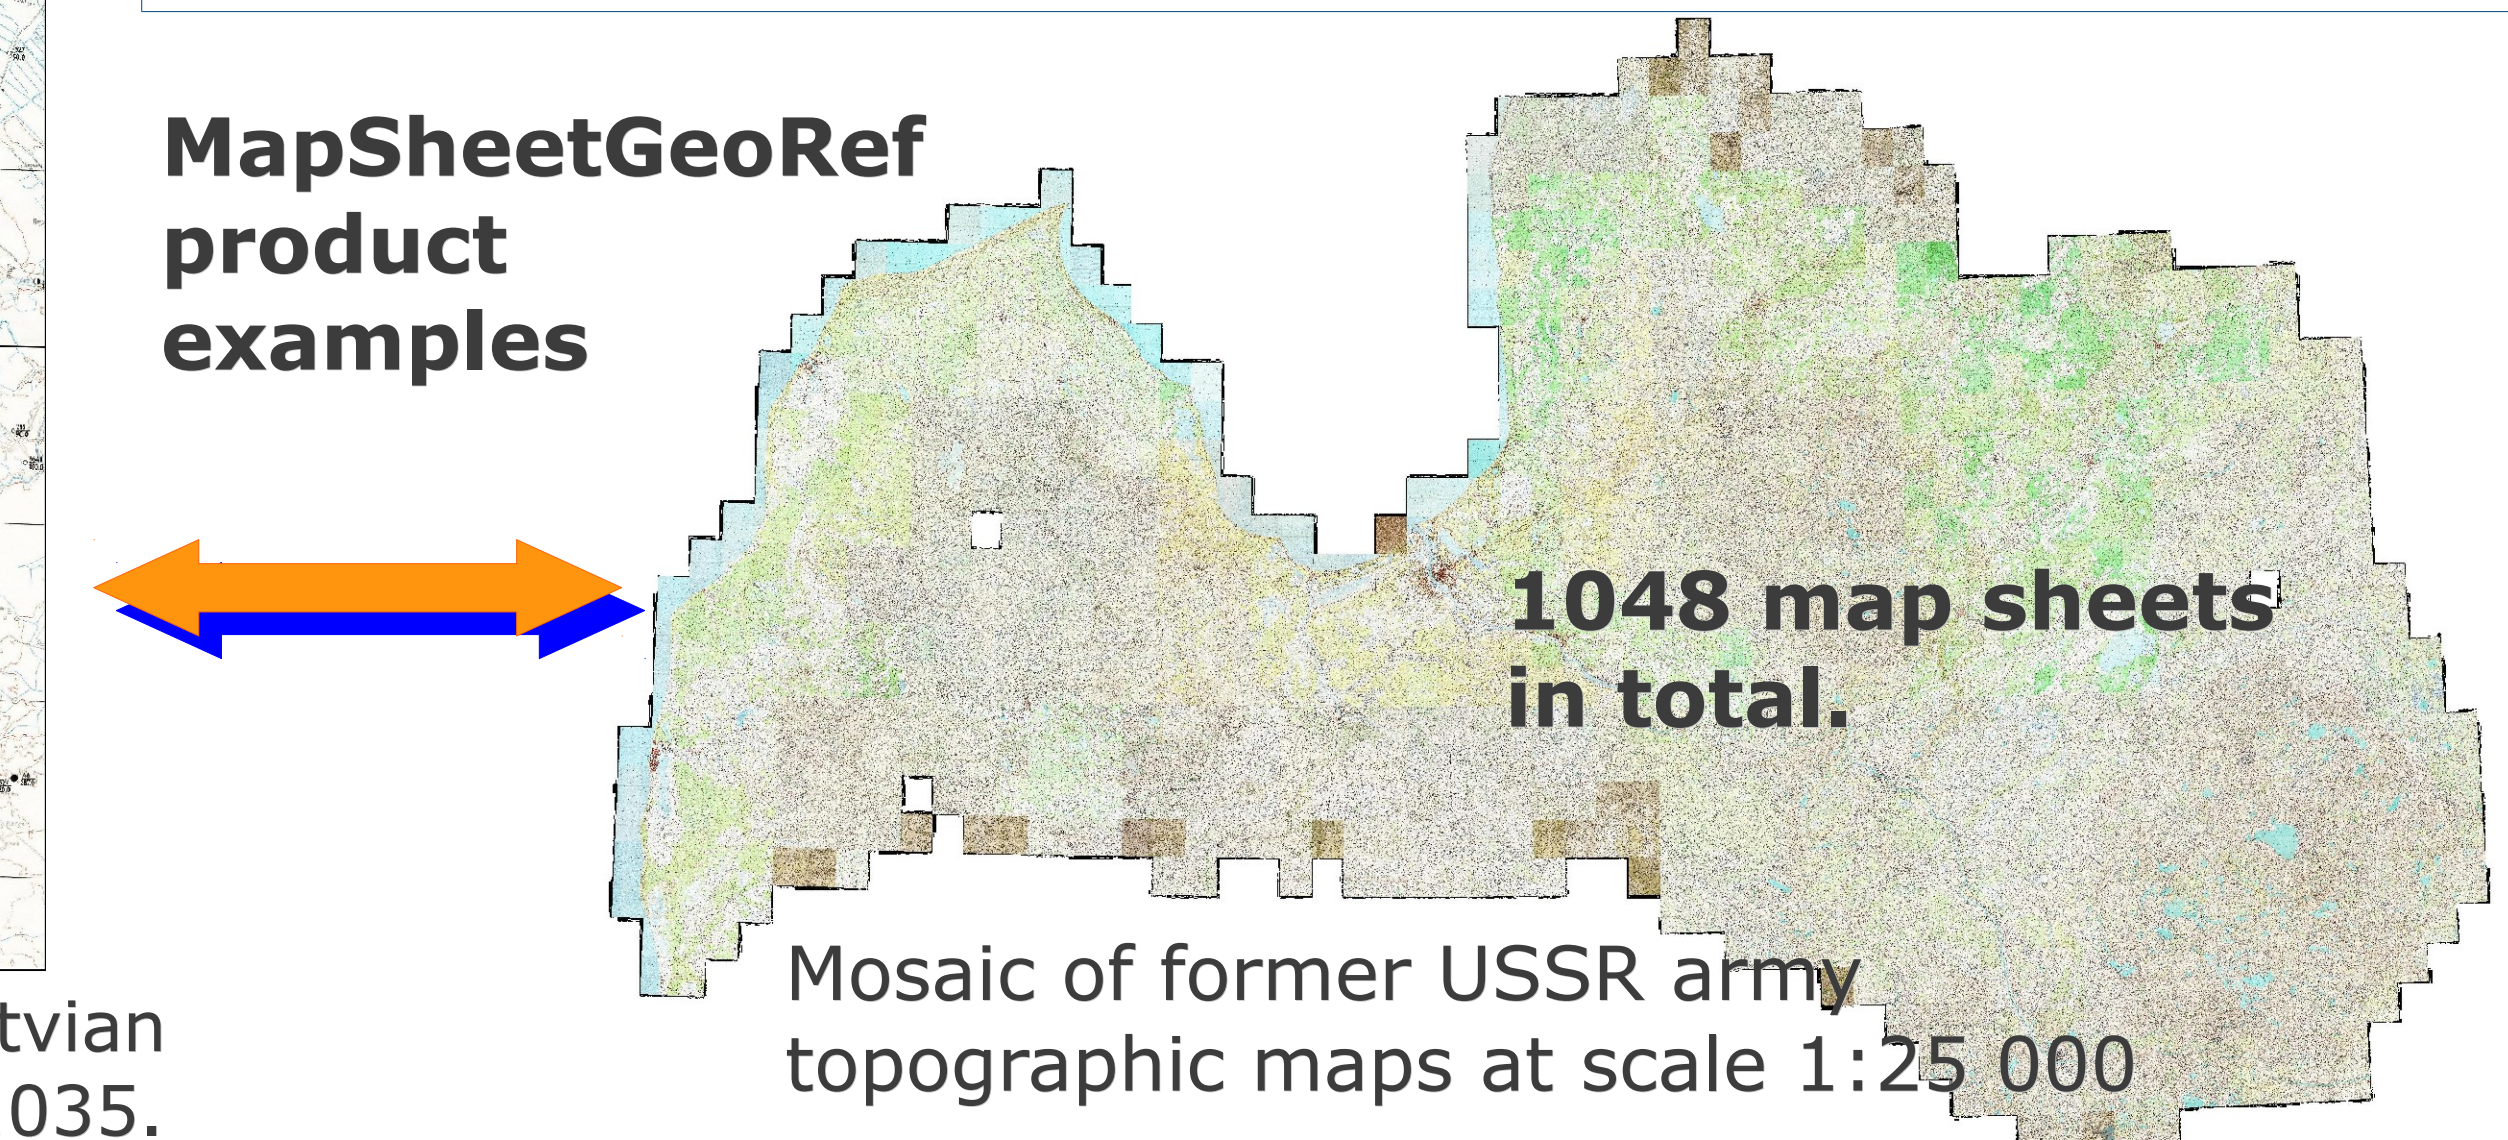 MapSheetGeoRef
product
examples
1048 map sheets
in total.
Mosaic of former USSR army
topographic maps at scale 1:25 000
tvian
035.